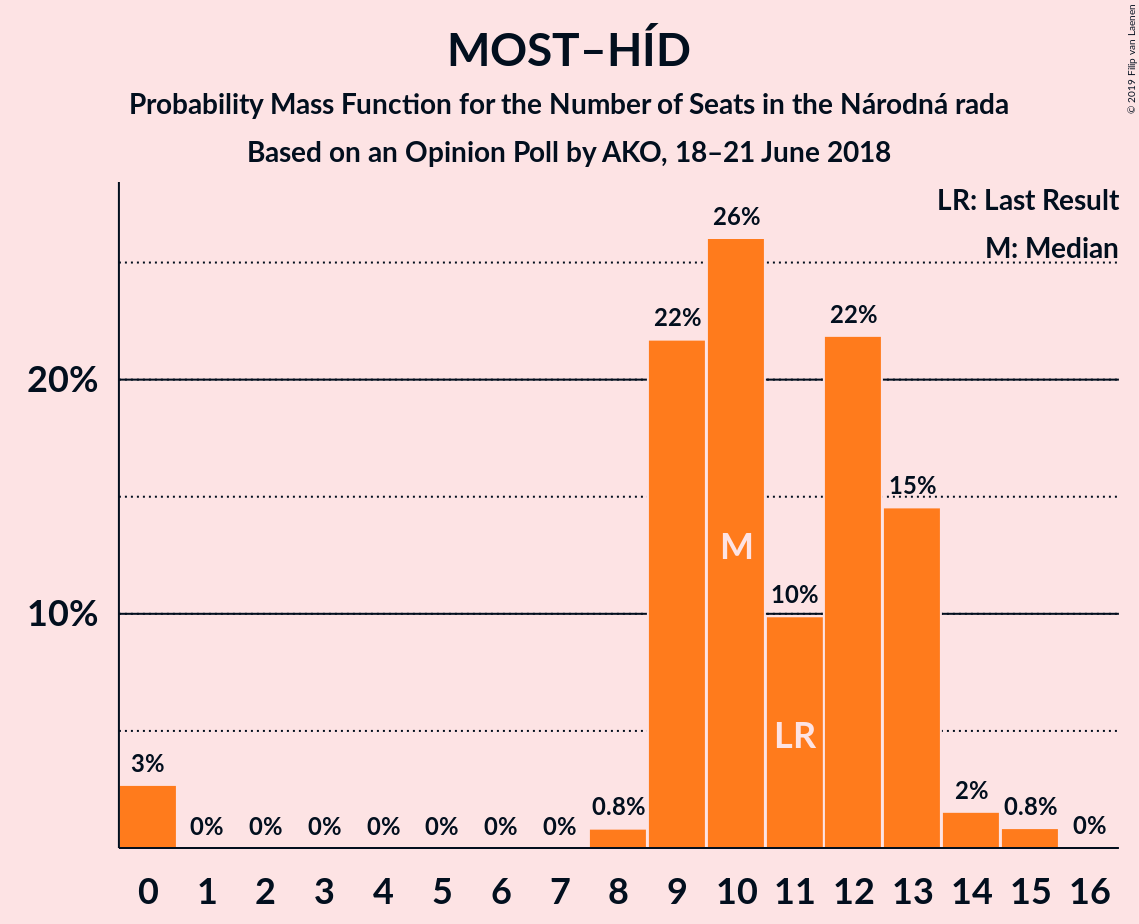 MOST–HÍD
Probability Mass Function for the Number of Seats in the Národná rada
Based on an Opinion Poll by AKO, 18–21 June 2018
© 2019 Filip van Laenen
LR: Last Result
M: Median
20%
10%
3%
0%
0%
0%
0%
0%
0%
0%
0.8%
22%
26%
10%
22%
15%
2%
0.8%
0%
M
LR
0 1 2 3 4 5 6 7 8 9 10 11 12 13 14 15 16